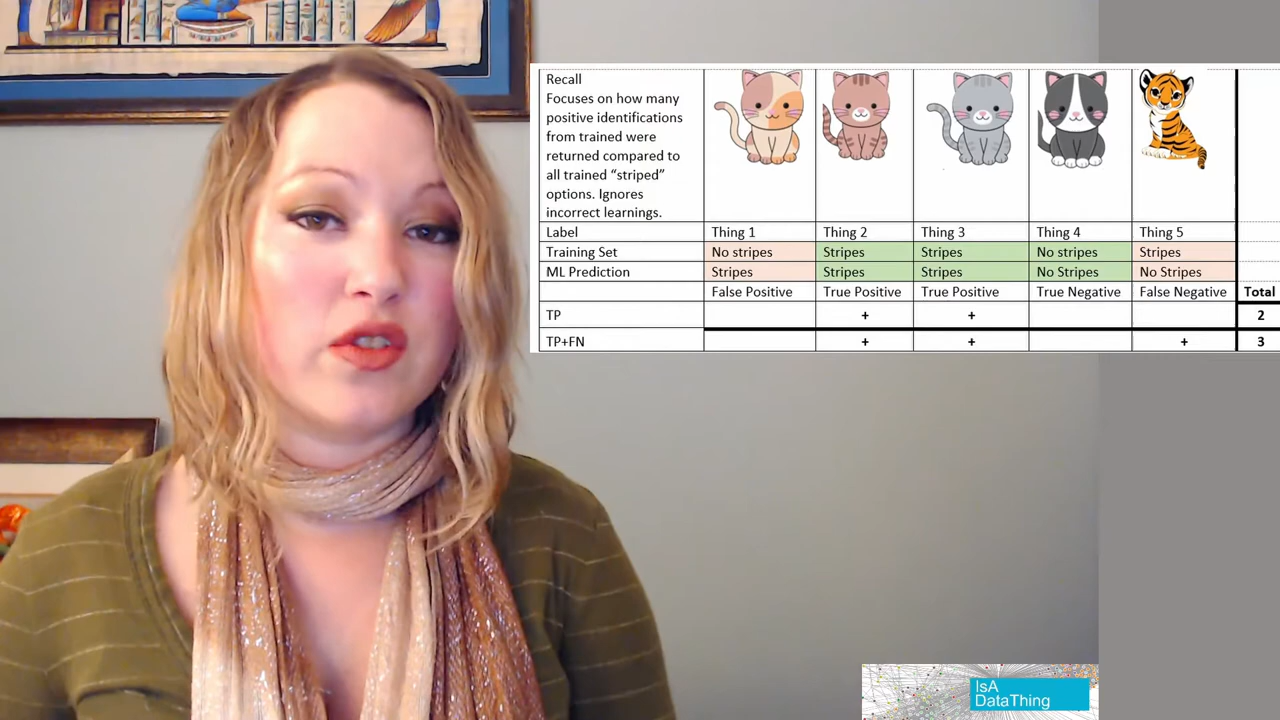 Recall
Focuses on how many
positive identifications
from trained were
returned compared to
all trained “striped”
options. Ignores
incorrect learnings.
Label Thing 1 Thing 2 Thing 3 Thing 4 Thing 5
Training Set No stripes Stripes Stripes No stripes Stripes
ML Prediction Stripes Stripes Stripes No Stripes No Stripes
False Positive True Positive True Positive True Negative False Negative Total
TP + + 2
TP+FN + + + 3
IsA
DataThing